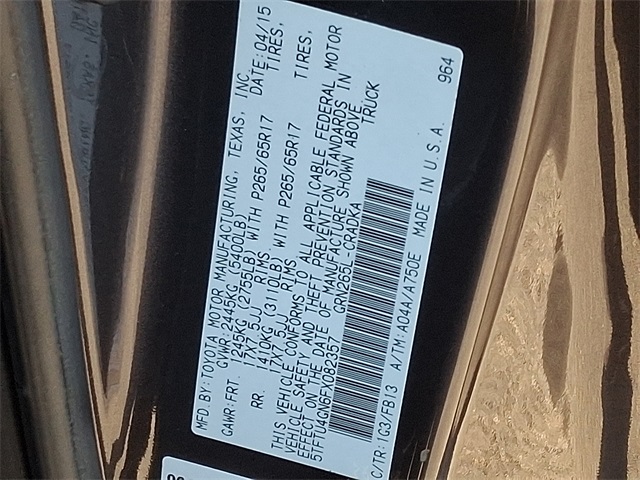 MFD. BY: TOYOTA MOTOR MANUFACTURING, TEXAS, INC.
GVWR: 2445KG (5400LB) DATE: 04/15
GAWR: FRT. 1245KG (2755LB) WITH P265/65R17 TIRES,
17X7.5JJ RIMS
RR. 1410KG (3110LB) WITH P265/65R17 TIRES,
17X7.5JJ RIMS
THIS VEHICLE CONFORMS TO ALL APPLICABLE FEDERAL MOTOR
VEHICLE SAFETY AND THEFT PREVENTION STANDARDS IN
EFFECT ON THE DATE OF MANUFACTURE SHOWN ABOVE.
5TFTU4GN6FX082357 GRN265L-CRADKA TRUCK
C/TR: 1G3/FB13 A/TM: A04A/A750E MADE IN U.S.A. 964